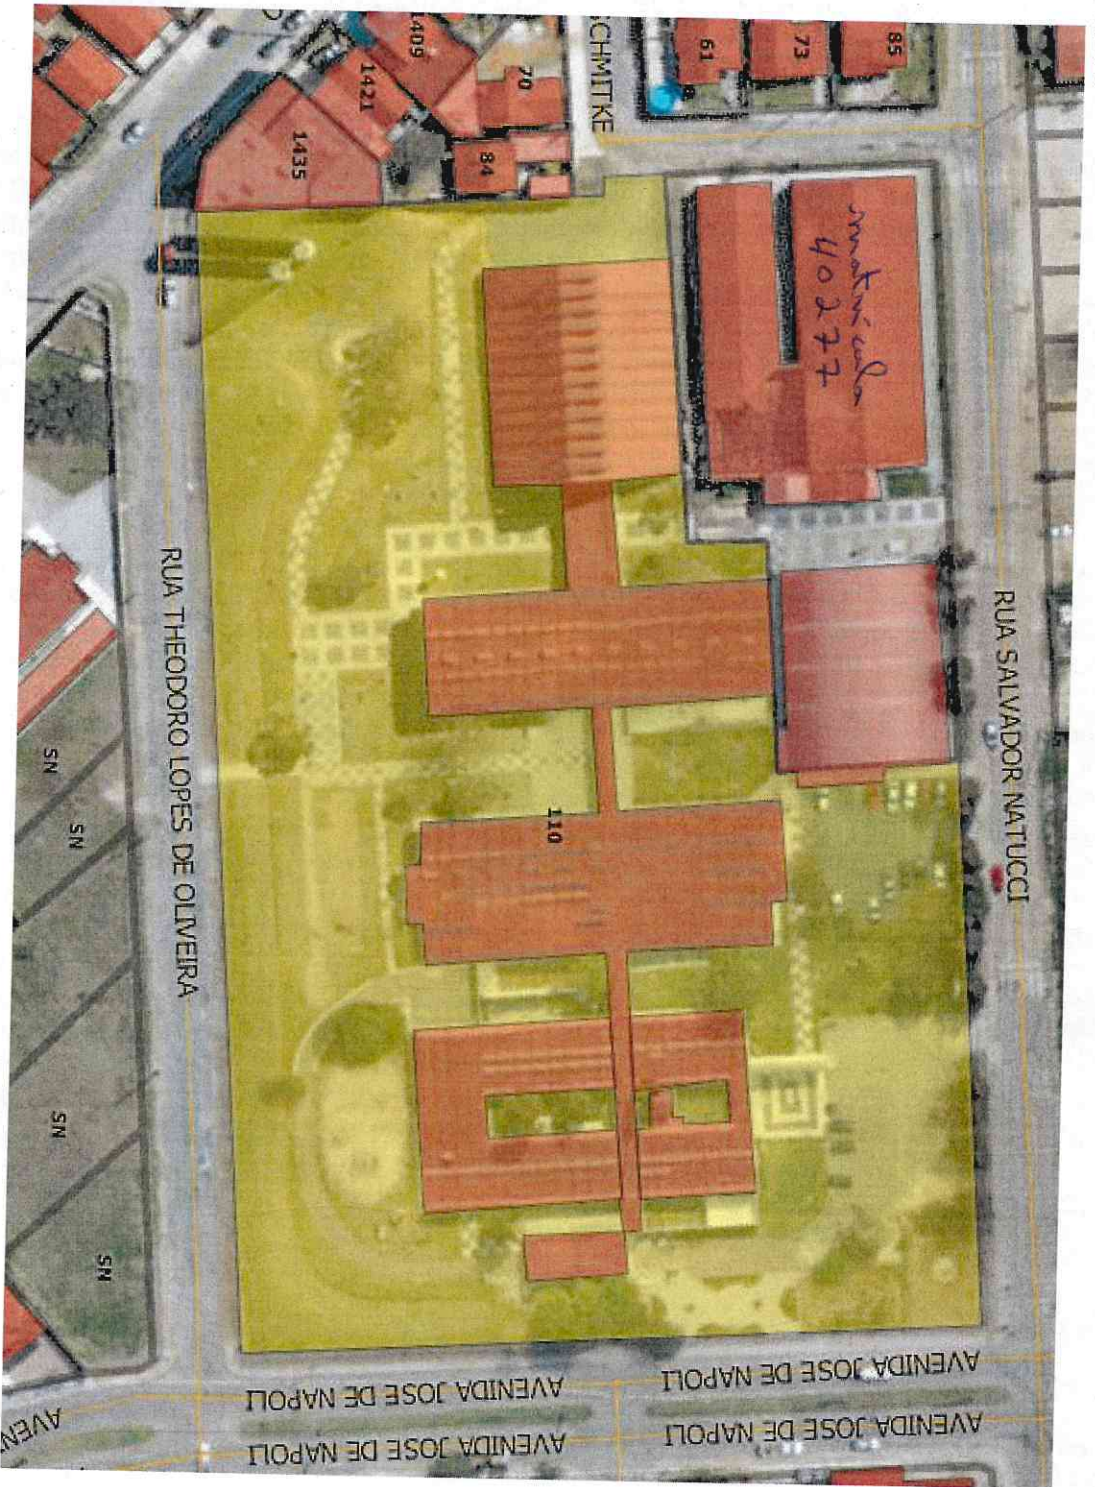 1409
1421
1435
70
84
SCHMITKE
61
73
85
matrícula
40277
RUA THEODORO LOPES DE OLIVEIRA
RUA SALVADOR NATUCCI
110
SN
SN
SN
SN
AVENIDA JOSE DE NAPOLI
AVENIDA JOSE DE NAPOLI
AVENIDA JOSE DE NAPOLI
AVENIDA JOSE DE NAPOLI